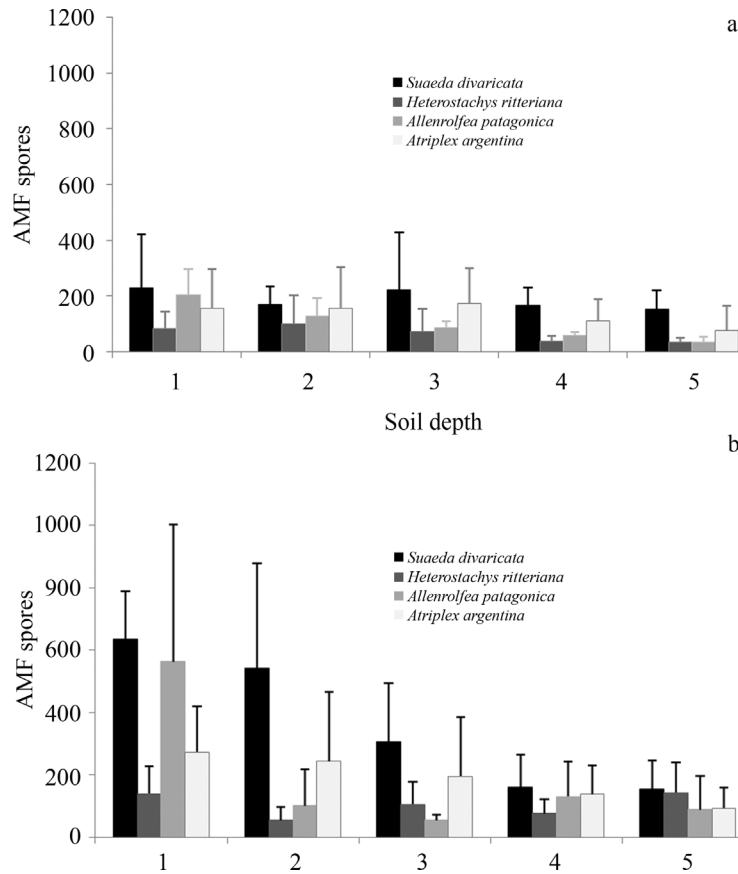 a
1200
1000
800
600
400
200
0
AMF spores
Suaeda divaricata
Heterostachys ritteriana
Allenrolfea patagonica
Atriplex argentina
1 2 3 4 5
Soil depth
b
1200
1000
900
600
400
200
0
AMF spores
Suaeda divaricata
Heterostachys ritteriana
Allenrolfea patagonica
Atriplex argentina
1 2 3 4 5